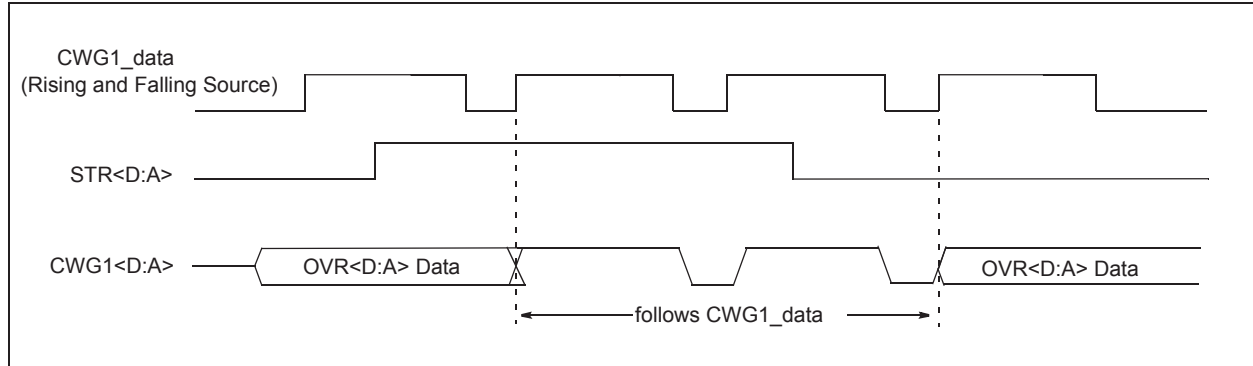 CWG1_data
(Rising and Falling Source)
STR<D:A>
CWG1<D:A>
OVR<D:A> Data
OVR<D:A> Data
follows CWG1_data